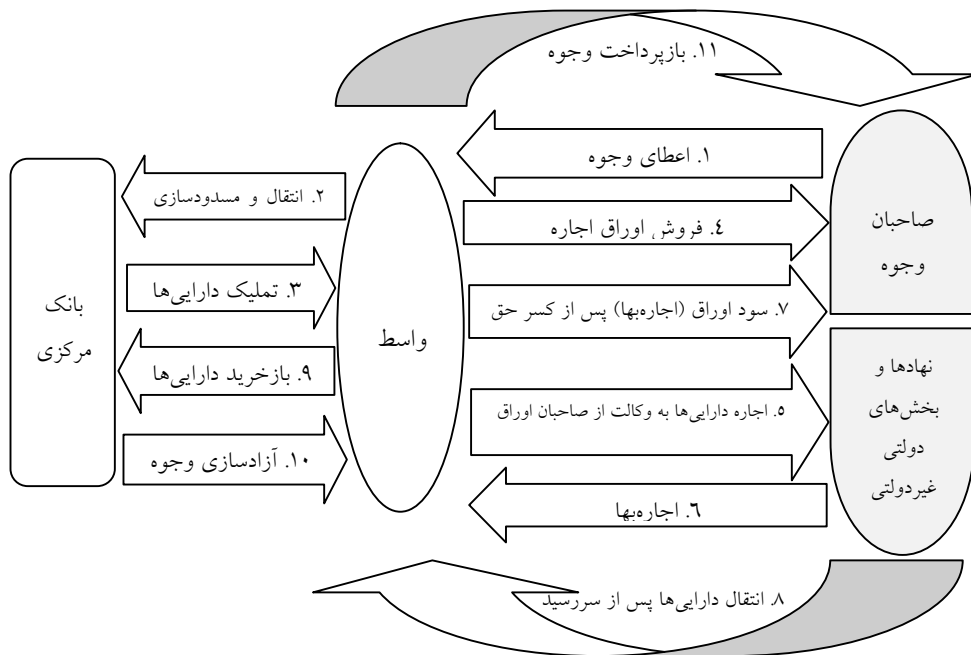 ۱۱. بازپرداخت وجوه
۱. اعطای وجوه
۲. انتقال و مسدودسازی
۴. فروش اوراق اجاره
صاحبان
وجوه
۳. تملیک دارایی‌ها
۷. سود اوراق (اجاره‌بها) پس از کسر حق
بانک
مرکزی
واسط
۹. بازخرید دارایی‌ها
۵. اجاره دارایی‌ها به وکالت از صاحبان اوراق
نهادها و
بخش‌های
دولتی
غیردولتی
۱۰. آزادسازی وجوه
۶. اجاره‌بها
۸. انتقال دارایی‌ها پس از سررسید